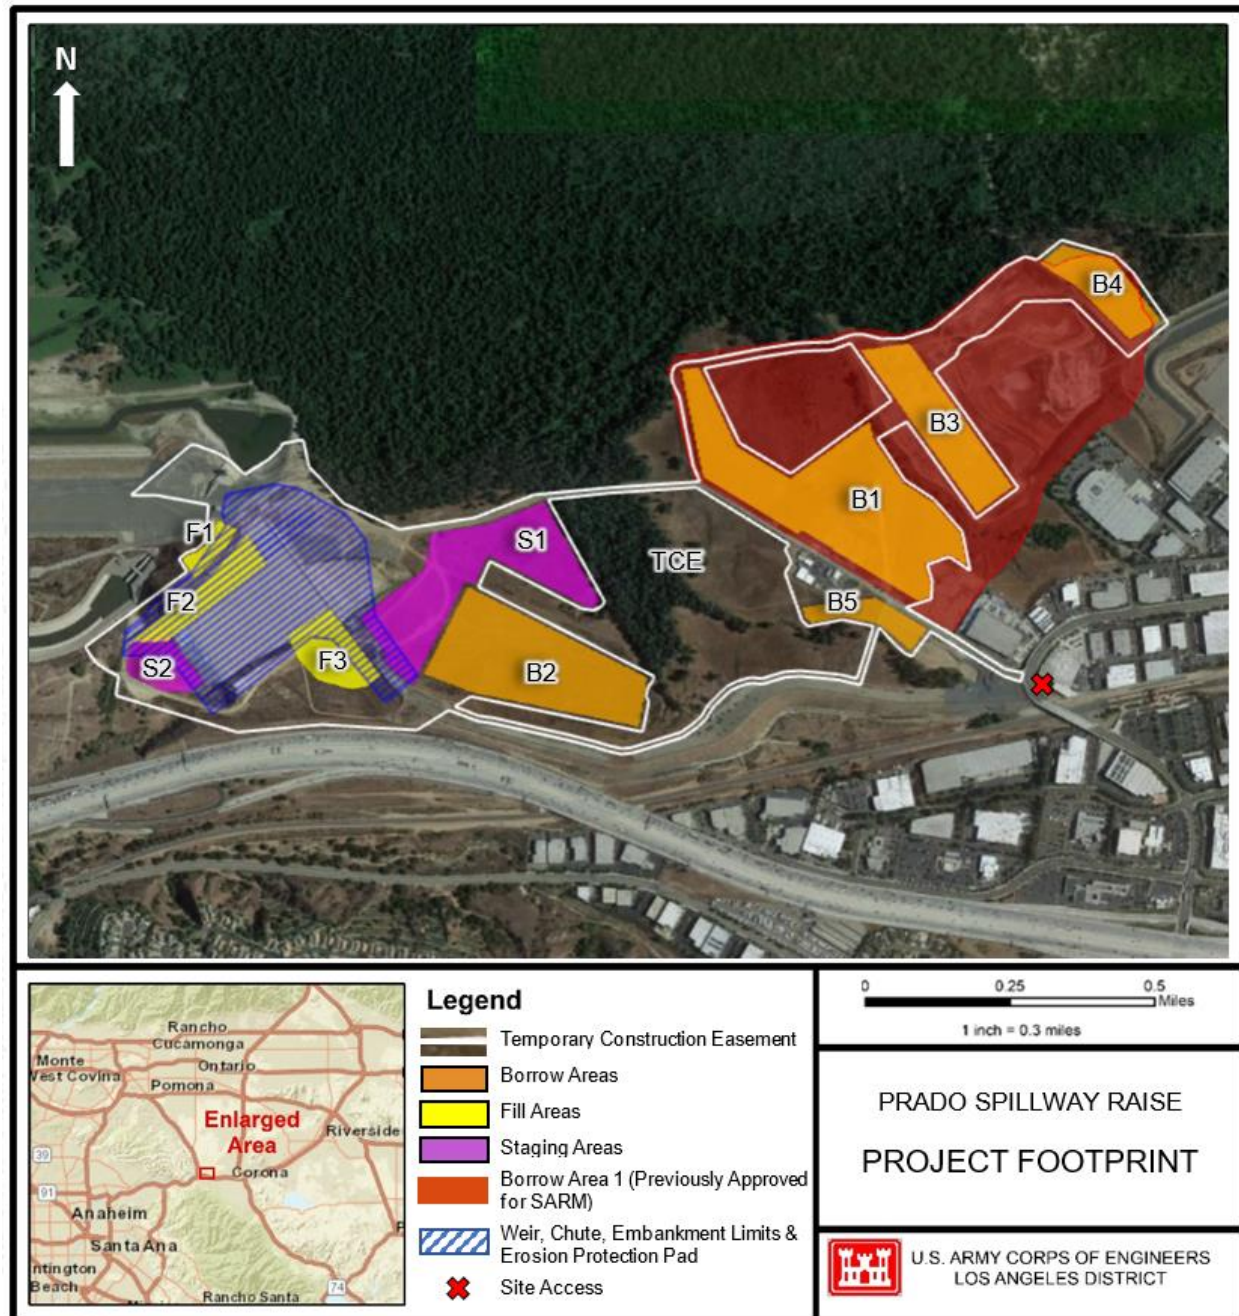 N
B4
B3
B1
F1
S1
TCE
F2
B5
S2
F3
B2
Rancho
Cucamonga
Monte
West Covina
Ontario
Pomona
Enlarged
Area
Riverside
39
Corona
91
Anaheim
Santa Ana
ntington
Beach
74
Rancho Santa
Legend
Temporary Construction Easement
Borrow Areas
Fill Areas
Staging Areas
Borrow Area 1 (Previously Approved
for SARM)
Weir, Chute, Embankment Limits &
Erosion Protection Pad
Site Access
0 0.25 0.5
Miles
1 inch = 0.3 miles
PRADO SPILLWAY RAISE
PROJECT FOOTPRINT
U.S. ARMY CORPS OF ENGINEERS
LOS ANGELES DISTRICT